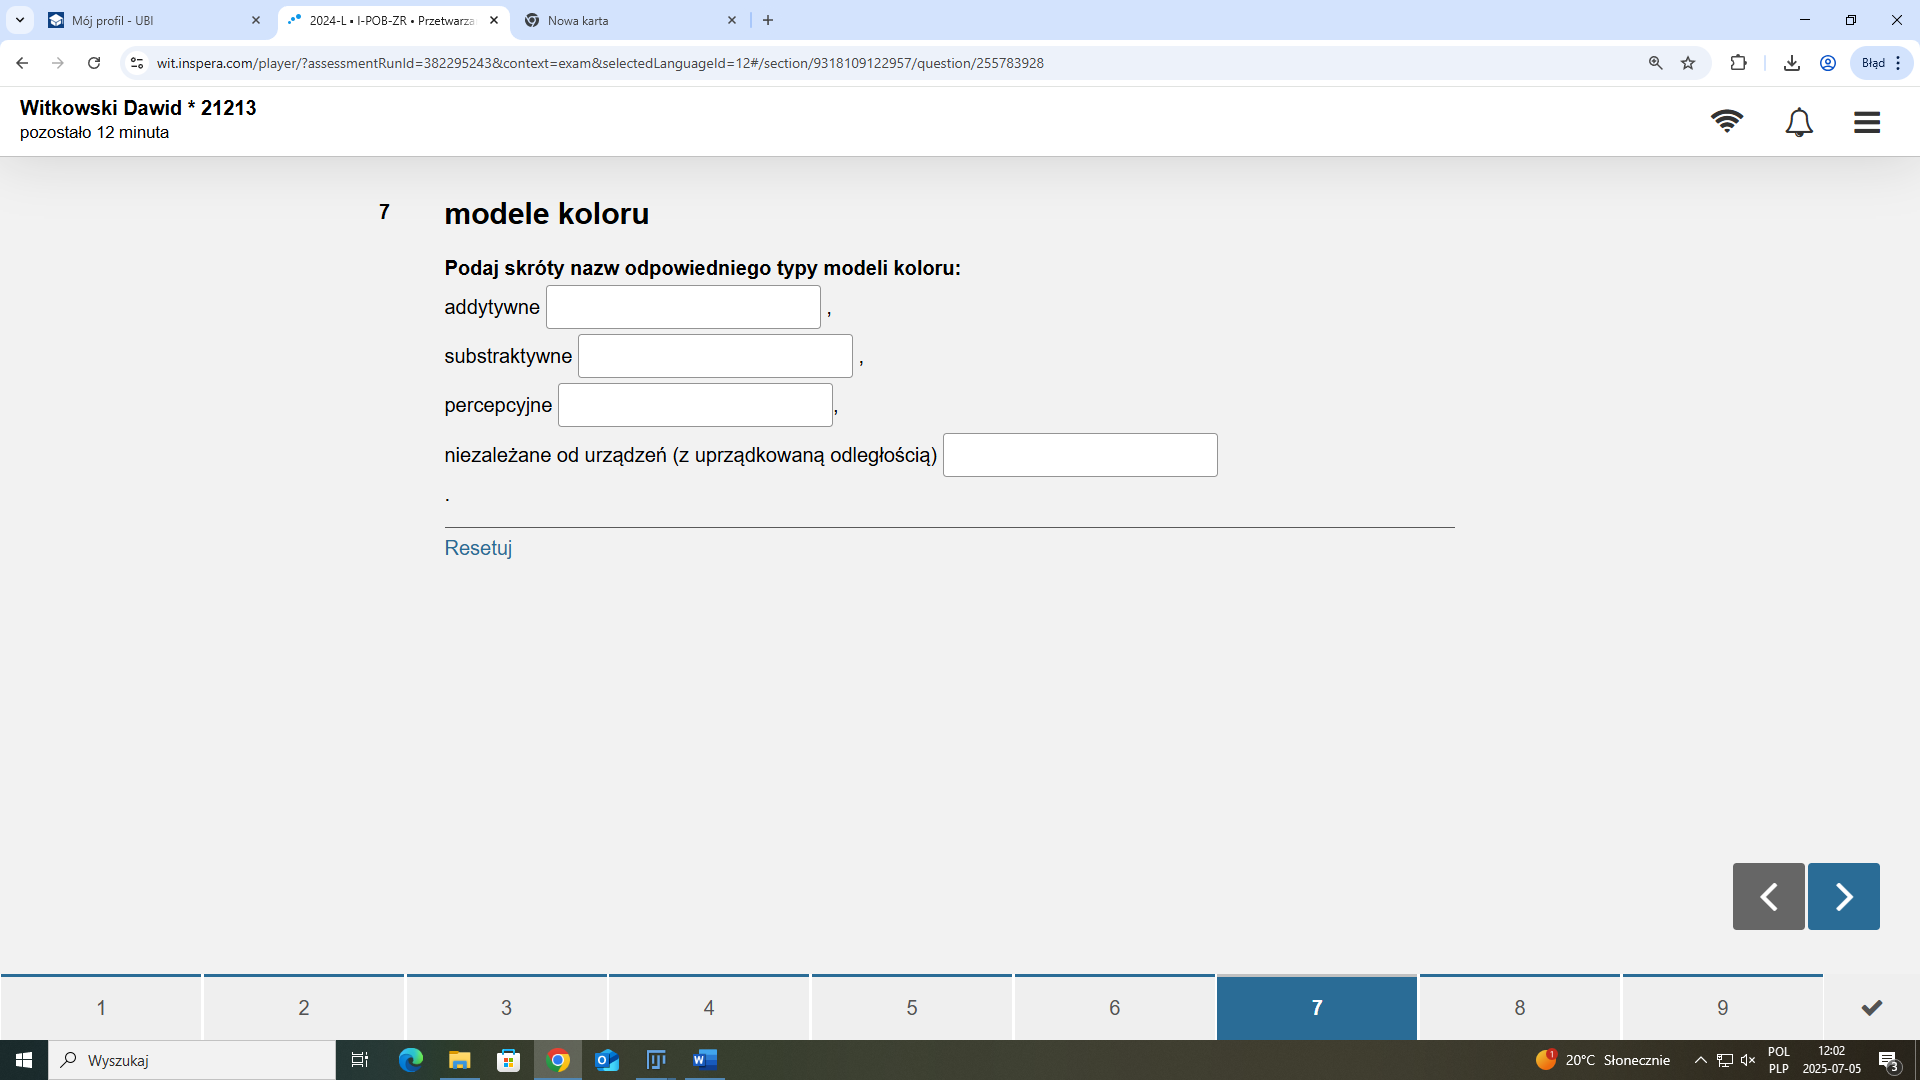 Mój profil - UBI
2024-L • I-POB-ZR • Przetwarza
Nowa karta
wit.inspera.com/player/?assessmentRunId=382295243&context=exam&selectedLanguageId=12#/section/9318109122957/question/255783928
Błąd
Witkowski Dawid * 21213
pozostało 12 minuta
7
modele koloru
Podaj skróty nazw odpowiedniego typy modeli koloru:
addytywne ,
substraktywne ,
percepcyjne ,
niezależane od urządzeń (z uprządkowaną odległością)
.
Resetuj
1 2 3 4 5 6 7 8 9
Wyszukaj
1
20°C Słonecznie
POL
PLP
12:02
2025-07-05
3